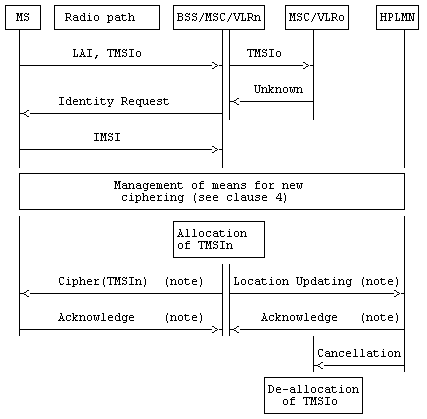 MS
Radio path
BSS/MSC/VLRn
MSC/VLRo
HPLMN
LAI, TMSIo
TMSIo
Unknown
Identity Request
IMSI
Management of means for new
ciphering (see clause 4)
Allocation
of TMSIn
Cipher(TMSIn) (note)
Location Updating (note)
Acknowledge (note)
Acknowledge (note)
Cancellation
De-allocation
of TMSIo